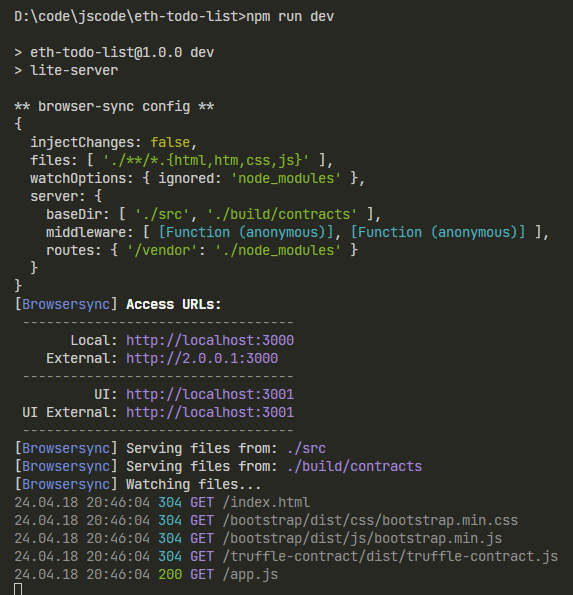 D:\code\jscode\eth-todo-list>npm run dev
> eth-todo-list@1.0.0 dev
> lite-server
** browser-sync config **
{
  injectChanges: false,
  files: [ './**/*.{html,htm,css,js}' ],
  watchOptions: { ignored: 'node_modules' },
  server: {
    baseDir: [ './src', './build/contracts' ],
    middleware: [ [Function (anonymous)], [Function (anonymous)] ],
    routes: { '/vendor': './node_modules' }
  }
}
[Browsersync] Access URLs:
 ----------------------------------
       Local: http://localhost:3000
    External: http://2.0.0.1:3000
 ----------------------------------
          UI: http://localhost:3001
 UI External: http://localhost:3001
 ----------------------------------
[Browsersync] Serving files from: ./src
[Browsersync] Serving files from: ./build/contracts
[Browsersync] Watching files...
24.04.18 20:46:04 304 GET /index.html
24.04.18 20:46:04 304 GET /bootstrap/dist/css/bootstrap.min.css
24.04.18 20:46:04 304 GET /bootstrap/dist/js/bootstrap.min.js
24.04.18 20:46:04 304 GET /truffle-contract/dist/truffle-contract.js
24.04.18 20:46:04 200 GET /app.js